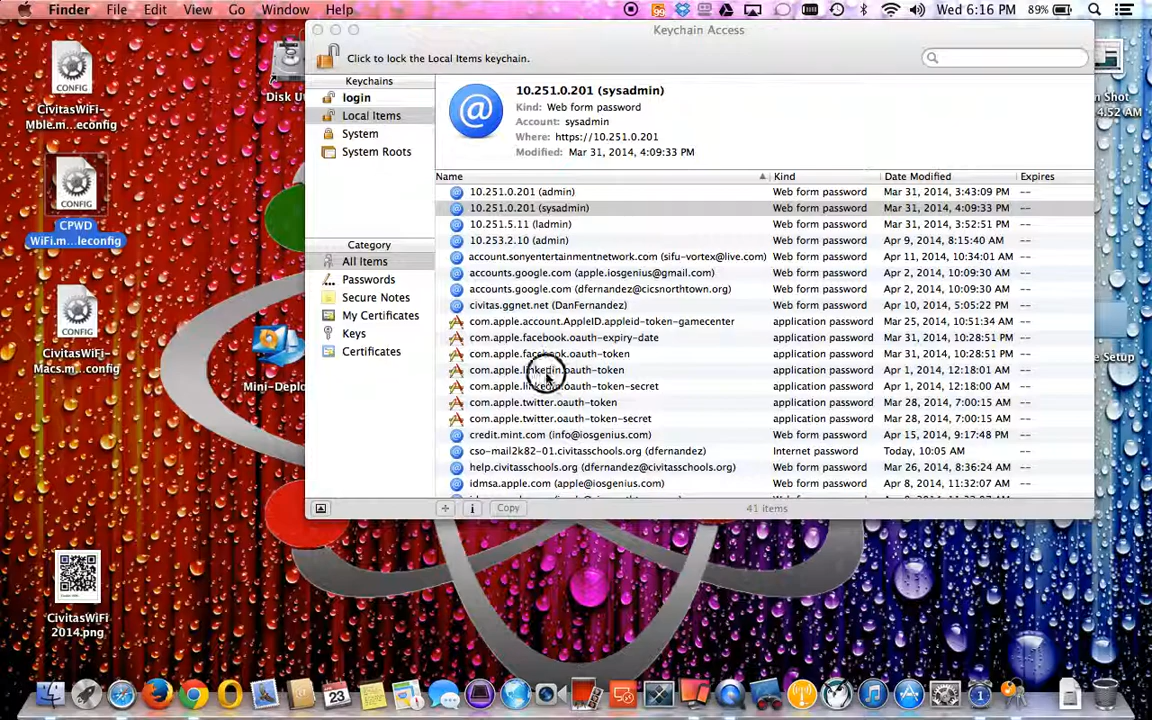 Finder File Edit View Go Window Help Wed 6:16 PM 89%
Keychain Access
Click to lock the Local Items keychain.
Keychains
login
Local Items
System
System Roots
Category
All Items
Passwords
Secure Notes
My Certificates
Keys
Certificates
10.251.0.201 (sysadmin)
Kind: Web form password
Account: sysadmin
Where: https://10.251.0.201
Modified: Mar 31, 2014, 4:09:33 PM
Name Kind Date Modified Expires
10.251.0.201 (admin) Web form password Mar 31, 2014, 3:43:09 PM --
10.251.0.201 (sysadmin) Web form password Mar 31, 2014, 4:09:33 PM --
10.251.5.11 (ladmin) Web form password Mar 31, 2014, 3:52:51 PM --
10.253.2.10 (admin) Web form password Apr 9, 2014, 8:15:40 AM --
account.sonyentertainmentnetwork.com (sifu-vortex@live.com) Web form password Apr 11, 2014, 10:34:01 AM --
accounts.google.com (apple.iosgenius@gmail.com) Web form password Apr 2, 2014, 10:09:30 AM --
accounts.google.com (dfernandez@cicsnorthtown.org) Web form password Apr 2, 2014, 10:09:30 AM --
civitas.ggnet.net (DanFernandez) Web form password Apr 10, 2014, 5:05:22 PM --
com.apple.account.AppleID.appleid-token-gamecenter application password Mar 25, 2014, 10:51:34 AM --
com.apple.facebook.oauth-expiry-date application password Mar 31, 2014, 10:28:51 PM --
com.apple.facebook.oauth-token application password Mar 31, 2014, 10:28:51 PM --
com.apple.linkedin.oauth-token application password Apr 1, 2014, 12:18:01 AM --
com.apple.linkedin.oauth-token-secret application password Apr 1, 2014, 12:18:00 AM --
com.apple.twitter.oauth-token application password Mar 28, 2014, 7:00:15 AM --
com.apple.twitter.oauth-token-secret application password Mar 28, 2014, 7:00:15 AM --
credit.mint.com (info@iosgenius.com) Web form password Apr 15, 2014, 9:17:48 PM --
cso-mail2k82-01.civitasschools.org (dfernandez) Internet password Today, 10:05 AM --
help.civitasschools.org (dfernandez@civitasschools.org) Web form password Mar 26, 2014, 8:36:24 AM --
idmsa.apple.com (apple@iosgenius.com) Web form password Apr 8, 2014, 11:32:07 AM --
Copy 41 items
CONFIG
CivitasWiFi-
Mble.m...econfig
CONFIG
CPWD
WiFi.m...leconfig
CONFIG
CivitasWiFi-
Macs.m...econfig
CivitasWiFi
2014.png
Disk Ut
Mini-Deplo
Shot
4:52 AM
Setup
APR
23